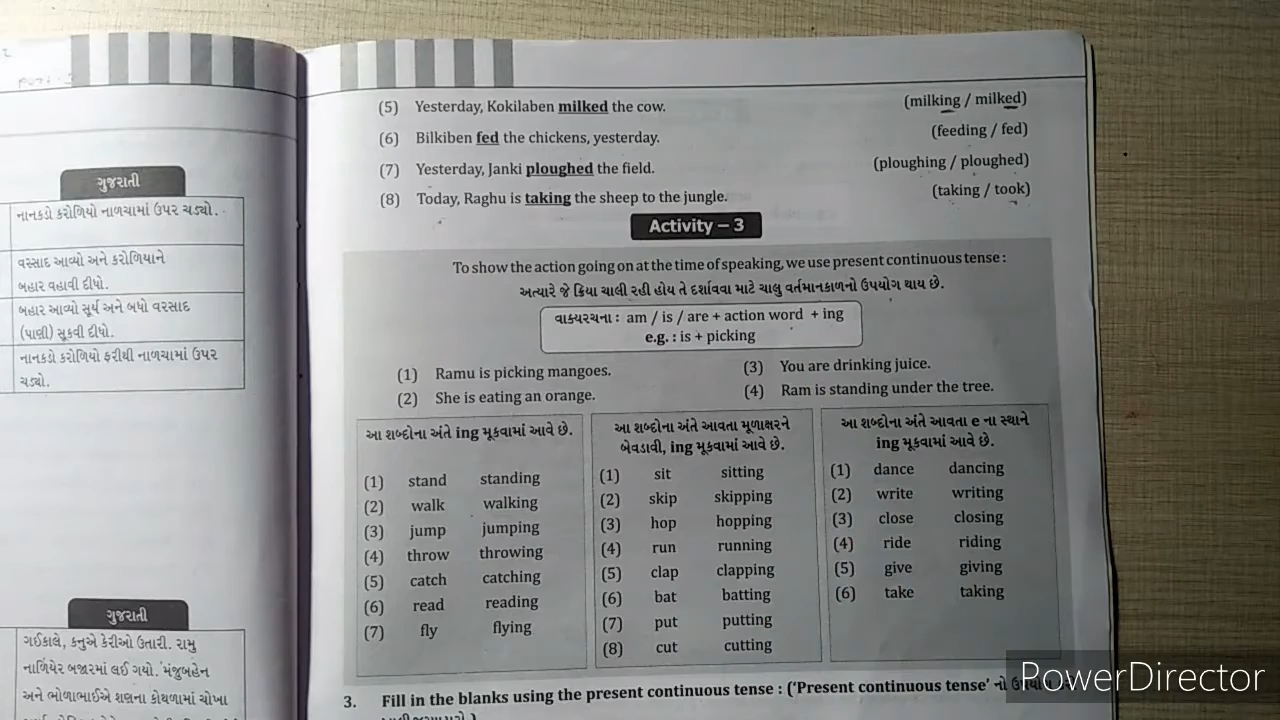 ગુજરાતી
નાનકડો કરોળિયો નાળચામાં ઉપર ચડ્યો.
વરસાદ આવ્યો અને કરોળિયાને
બહાર વહાવી દીધો.
બહાર આવ્યો સૂર્ય અને બધો વરસાદ
(પાણી) સૂકવી દીધો.
નાનકડો કરોળિયો ફરીથી નાળચામાં ઉપર
ચડ્યો.
ગુજરાતી
ગઈકાલે, કનુએ કેરીઓ ઉતારી. રામુ
નાળિયેર બજારમાં લઈ ગયો. મંજુબહેન
અને ભોળાભાઈએ શણના કોથળામાં ચોખા
(5) Yesterday, Kokilaben milked the cow. (milking / milked)
(6) Bilkiben fed the chickens, yesterday. (feeding / fed)
(7) Yesterday, Janki ploughed the field. (ploughing / ploughed)
(8) Today, Raghu is taking the sheep to the jungle. (taking / took)
Activity – 3
To show the action going on at the time of speaking, we use present continuous tense :
અત્યારે જે ક્રિયા ચાલી રહી હોય તે દર્શાવવા માટે ચાલુ વર્તમાનકાળનો ઉપયોગ થાય છે.
વાક્યરચના : am / is / are + action word + ing
e.g. : is + picking
(1) Ramu is picking mangoes. (3) You are drinking juice.
(2) She is eating an orange. (4) Ram is standing under the tree.
આ શબ્દોના અંતે ing મૂકવામાં આવે છે.
(1) stand standing
(2) walk walking
(3) jump jumping
(4) throw throwing
(5) catch catching
(6) read reading
(7) fly flying
આ શબ્દોના અંતે આવતા મૂળાક્ષરને
બેવડાવી, ing મૂકવામાં આવે છે.
(1) sit sitting
(2) skip skipping
(3) hop hopping
(4) run running
(5) clap clapping
(6) bat batting
(7) put putting
(8) cut cutting
આ શબ્દોના અંતે આવતા e ના સ્થાને
ing મૂકવામાં આવે છે.
(1) dance dancing
(2) write writing
(3) close closing
(4) ride riding
(5) give giving
(6) take taking
3. Fill in the blanks using the present continuous tense : ('Present continuous tense' નો
PowerDirector